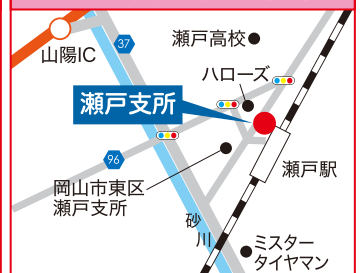 37
瀬戸高校
山陽IC
ハローズ
瀬戸支所
96
瀬戸駅
岡山市東区
瀬戸支所
砂
川
ミスター
タイヤマン